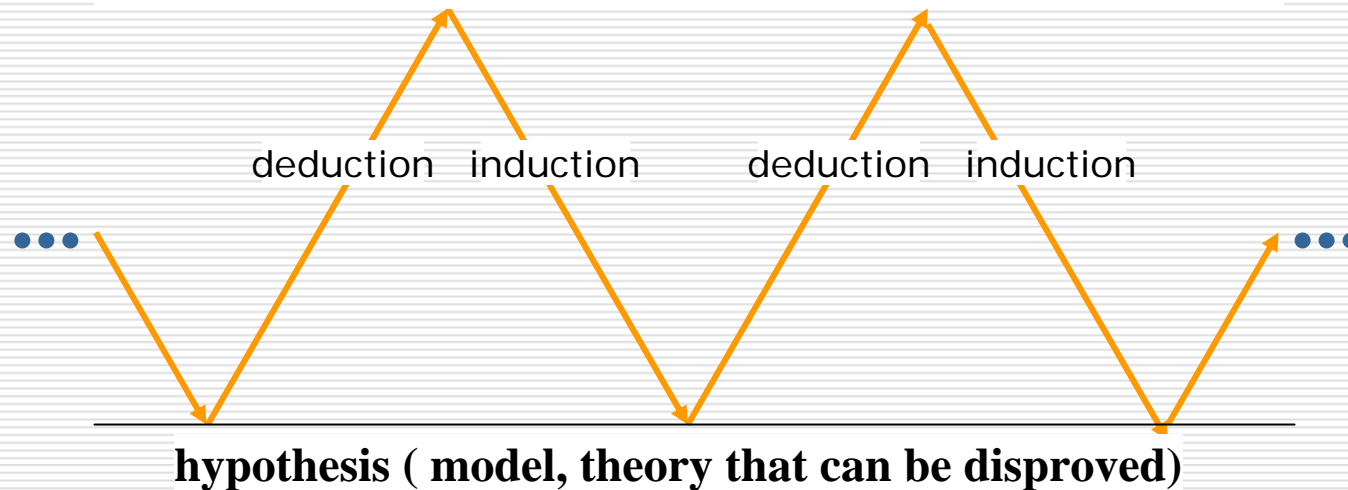 deduction induction deduction induction
hypothesis ( model, theory that can be disproved)